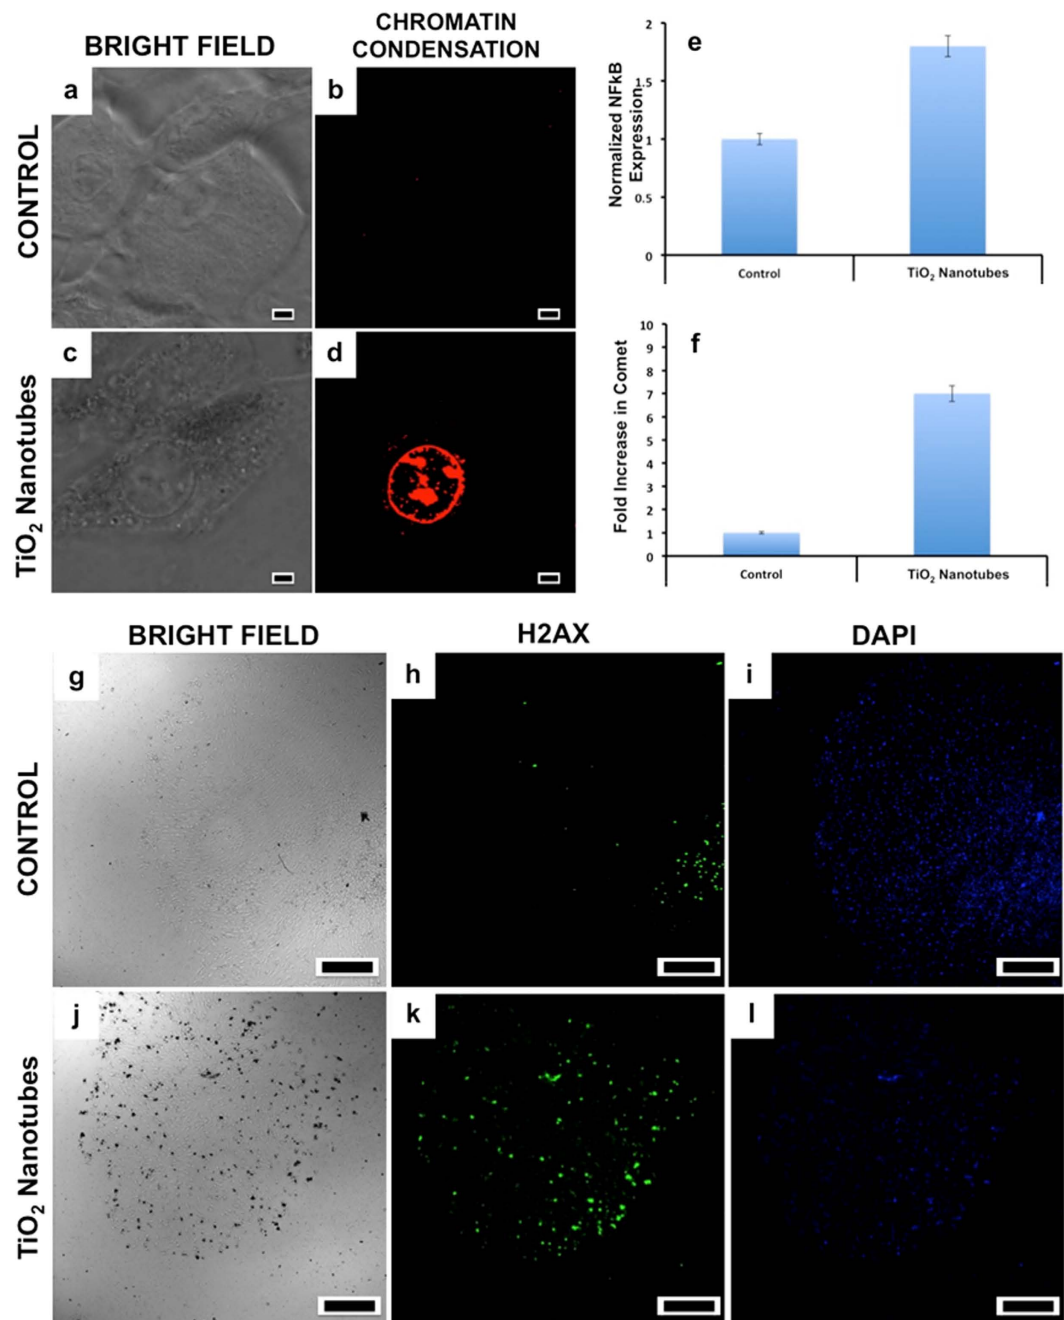 BRIGHT FIELD
CHROMATIN
CONDENSATION
CONTROL
a
b
TiO2 Nanotubes
c
d
e
Normalized NFkB
Expression
2
1.5
1
0.5
0
Control
TiO2 Nanotubes
f
Fold Increase in Comet
10
9
8
7
6
5
4
3
2
1
0
Control
TiO2 Nanotubes
BRIGHT FIELD
H2AX
DAPI
CONTROL
g
h
i
TiO2 Nanotubes
j
k
l